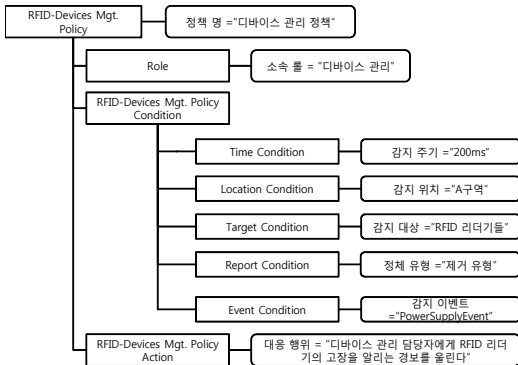 RFID-Devices Mgt.
Policy
정책 명 ="디바이스 관리 정책"
Role
소속 롤 = "디바이스 관리"
RFID-Devices Mgt. Policy
Condition
Time Condition
감지 주기 ="200ms"
Location Condition
감지 위치 ="A구역"
Target Condition
감지 대상 ="RFID 리더기들"
Report Condition
정체 유형 ="제거 유형"
Event Condition
감지 이벤트
="PowerSupplyEvent"
RFID-Devices Mgt. Policy
Action
대응 행위 = "디바이스 관리 담당자에게 RFID 리더
기의 고장을 알리는 경보를 울린다"